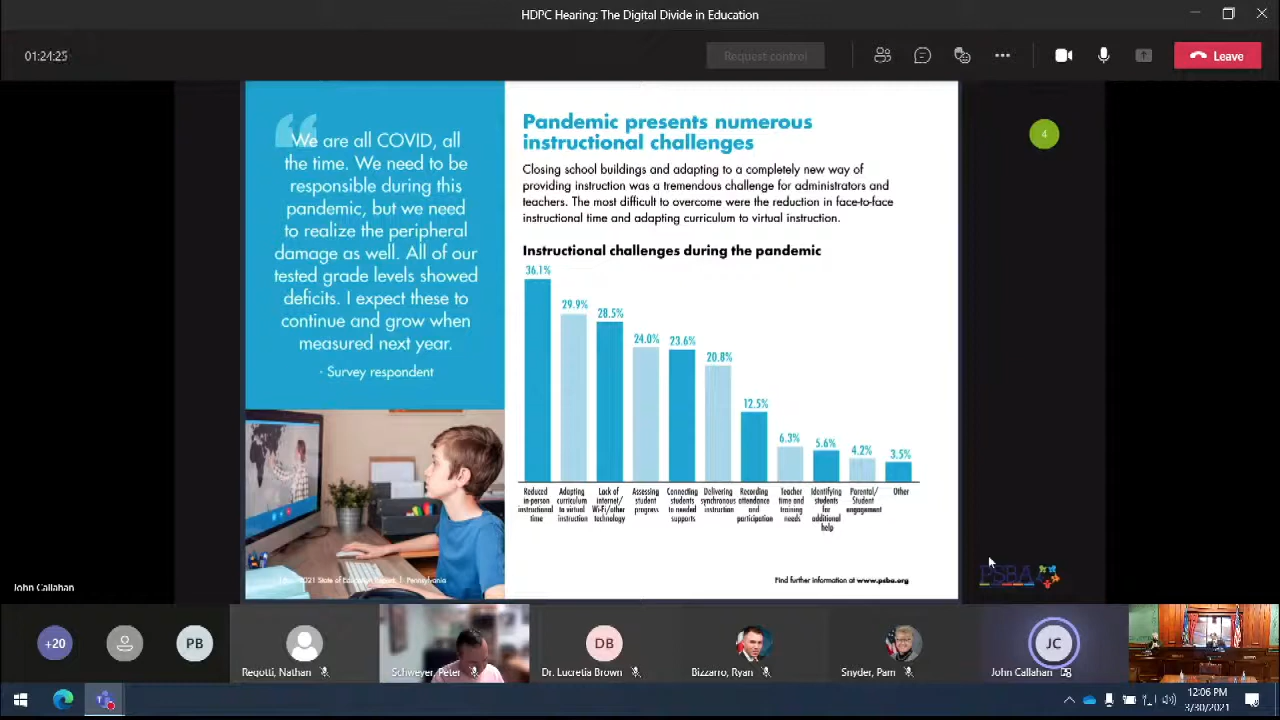 HDPC Hearing: The Digital Divide in Education
01:24:25
Request control
Leave
We are all COVID, all
the time. We need to be
responsible during this
pandemic, but we need
to realize the peripheral
damage as well. All of our
tested grade levels showed
deficits. I expect these to
continue and grow when
measured next year.
- Survey respondent
Pandemic presents numerous
instructional challenges
Closing school buildings and adapting to a completely new way of
providing instruction was a tremendous challenge for administrators and
teachers. The most difficult to overcome were the reduction in face-to-face
instructional time and adapting curriculum to virtual instruction.
Instructional challenges during the pandemic
36.1%
29.9%
28.5%
24.0%
23.6%
20.8%
12.5%
6.3%
5.6%
4.2%
3.5%
Reduced
in-person
instructional
time
Adapting
curriculum
to virtual
instruction
Lack of
internet/
Wi-Fi/other
technology
Assessing
student
progress
Connecting
students
to needed
supports
Delivering
synchronous
instruction
Recording
attendance
and
participation
Teacher
time and
training
needs
Identifying
students
for
additional
help
Parental/
Student
engagement
Other
2021 State of Education Report | Pennsylvania
Find further information at www.psba.org
4
PSBA
John Callahan
+20
PB
Regotti, Nathan
Schweyer, Peter
DB
Dr. Lucretia Brown
Bizzarro, Ryan
Snyder, Pam
JC
John Callahan
12:06 PM
3/30/2021